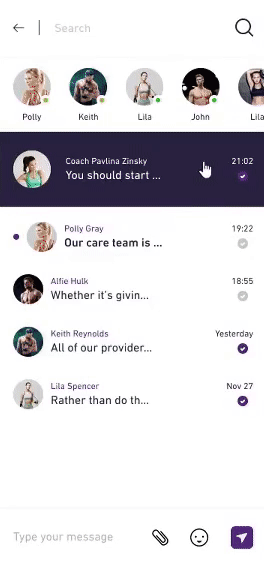 Search
Polly
Keith
Lila
John
Lila
Coach Pavlina Zinsky
21:02
You should start ...
Polly Gray
19:22
Our care team is ...
Alfie Hulk
18:55
Whether it's givin...
Keith Reynolds
Yesterday
All of our provider...
Lila Spencer
Nov 27
Rather than do th...
Type your message